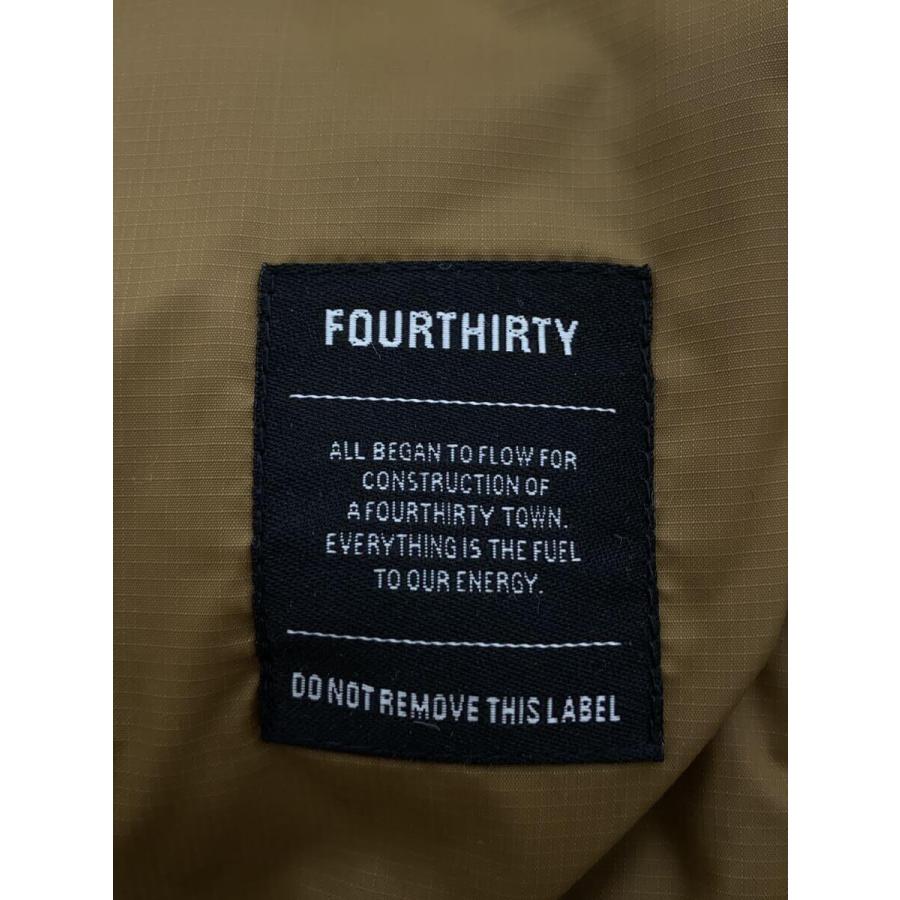 FOURTHIRTY
ALL BEGAN TO FLOW FOR
CONSTRUCTION OF
A FOURTHIRTY TOWN.
EVERYTHING IS THE FUEL
TO OUR ENERGY.
DO NOT REMOVE THIS LABEL